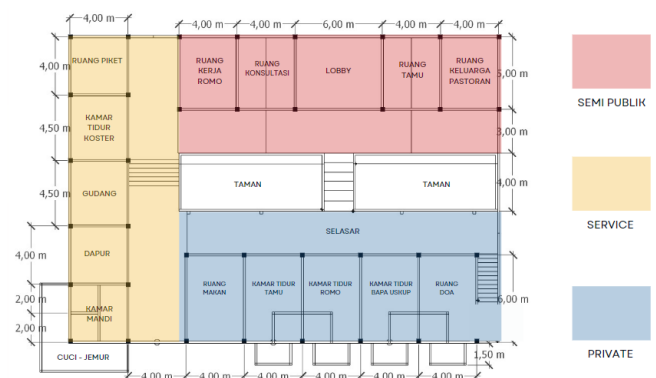 4,00 m
4,00 m
4,00 m
6,00 m
4,00 m
4,00 m
4,00 m
RUANG PIKET
RUANG
KERJA
ROMO
RUANG
KONSULTASI
LOBBY
RUANG
TAMU
RUANG
KELUARGA
PASTORAN
5,00 m
SEMI PUBLIK
4,50 m
KAMAR
TIDUR
KOSTER
3,00 m
4,50 m
GUDANG
TAMAN
TAMAN
4,00 m
SERVICE
SELASAR
4,00 m
DAPUR
RUANG
MAKAN
KAMAR TIDUR
TAMU
KAMAR TIDUR
ROMO
KAMAR TIDUR
BAPA USKUP
RUANG
DOA
6,00 m
2,00 m
KAMAR
MANDI
2,00 m
CUCI - JEMUR
1,50 m
PRIVATE
4,00 m
4,00 m
4,00 m
4,00 m
4,00 m